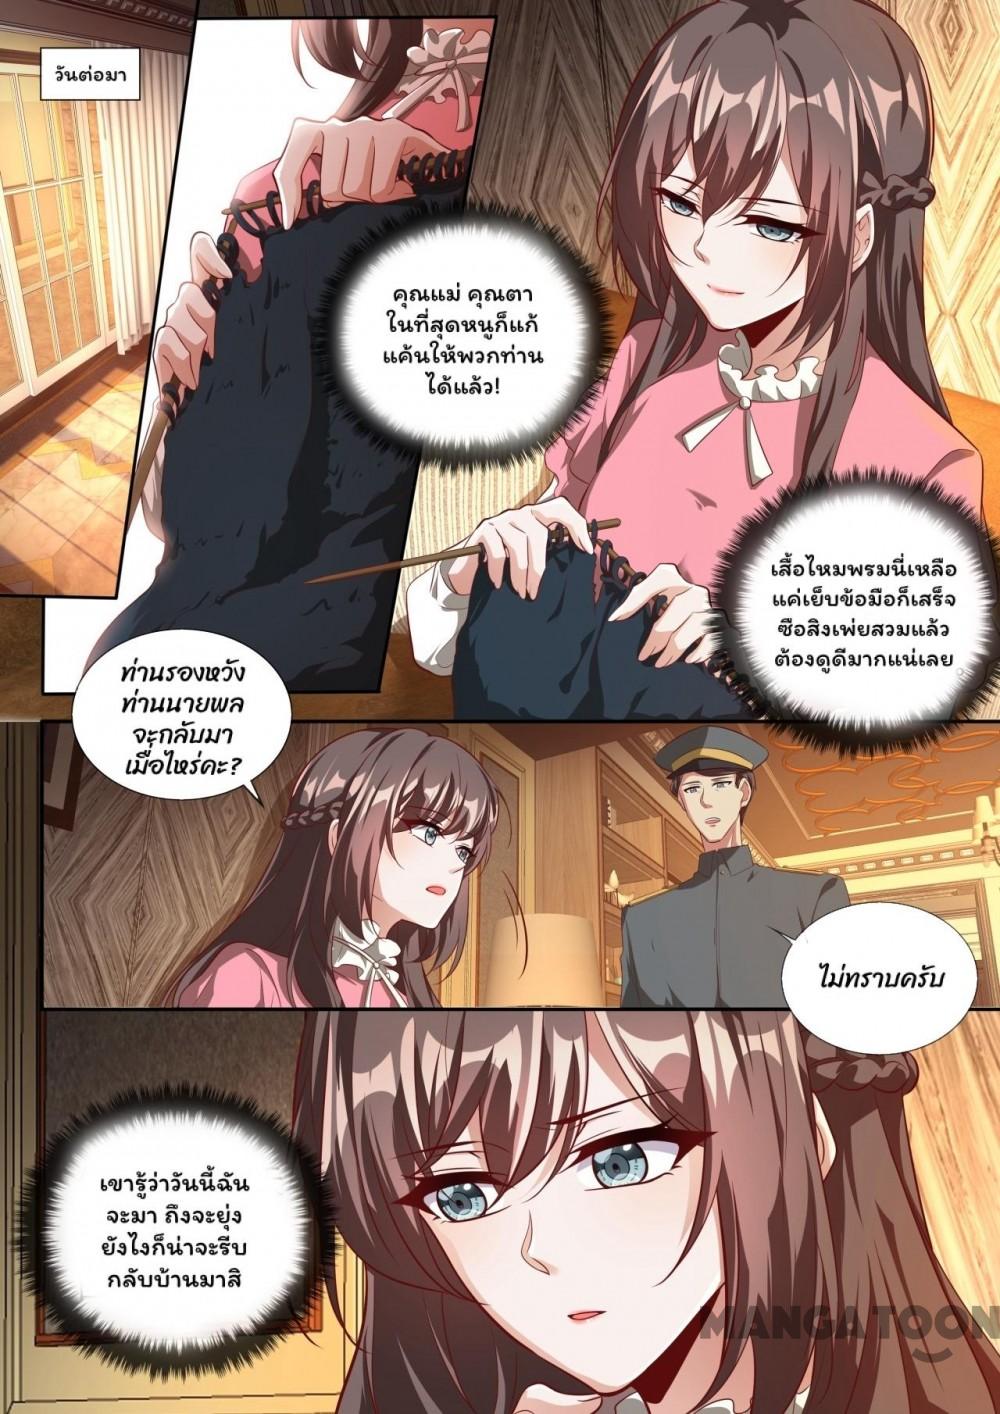 วันต่อมา
คุณแม่ คุณตา
ในที่สุดหนูก็แก้
แค้นให้พวกท่าน
ได้แล้ว!
เสื้อไหมพรมนี่เหลือ
แค่เย็บข้อมือก็เสร็จ
ซือสิงเฟยสวมแล้ว
ต้องดูดีมากแน่เลย
ท่านรองหวัง
ท่านนายพล
จะกลับมา
เมื่อไหร่คะ?
ไม่ทราบครับ
เขารู้ว่าวันนี้ฉัน
จะมา ถึงจะยุ่ง
ยังไงก็น่าจะรีบ
กลับบ้านมาสิ
MANGATOON